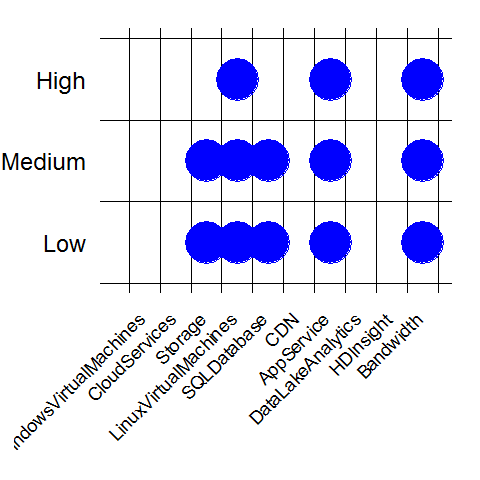 High
Medium
Low
ndowsVirtualMachines
CloudServices
Storage
LinuxVirtualMachines
SQLDatabase
CDN
AppService
DataLakeAnalytics
HDInsight
Bandwidth